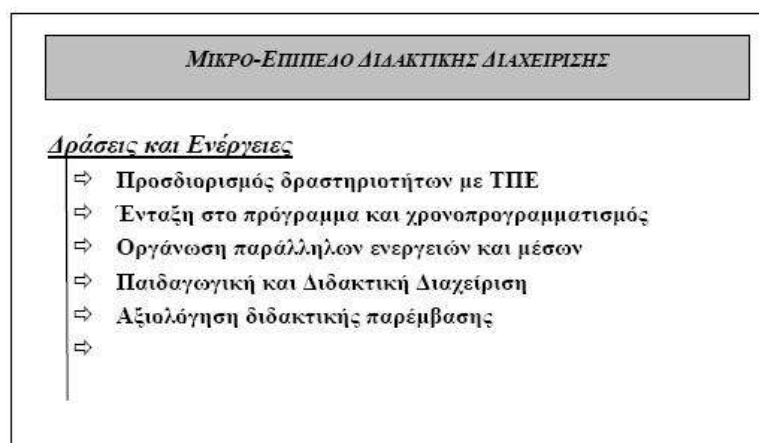 ΜΙΚΡΟ-ΕΠΙΠΕΔΟ ΔΙΔΑΚΤΙΚΗΣ ΔΙΑΧΕΙΡΙΣΗΣ
Δράσεις και Ενέργειες
⇨ Προσδιορισμός δραστηριοτήτων με ΤΠΕ
⇨ Ένταξη στο πρόγραμμα και χρονοπρογραμματισμός
⇨ Οργάνωση παράλληλων ενεργειών και μέσων
⇨ Παιδαγωγική και Διδακτική Διαχείριση
⇨ Αξιολόγηση διδακτικής παρέμβασης
⇨